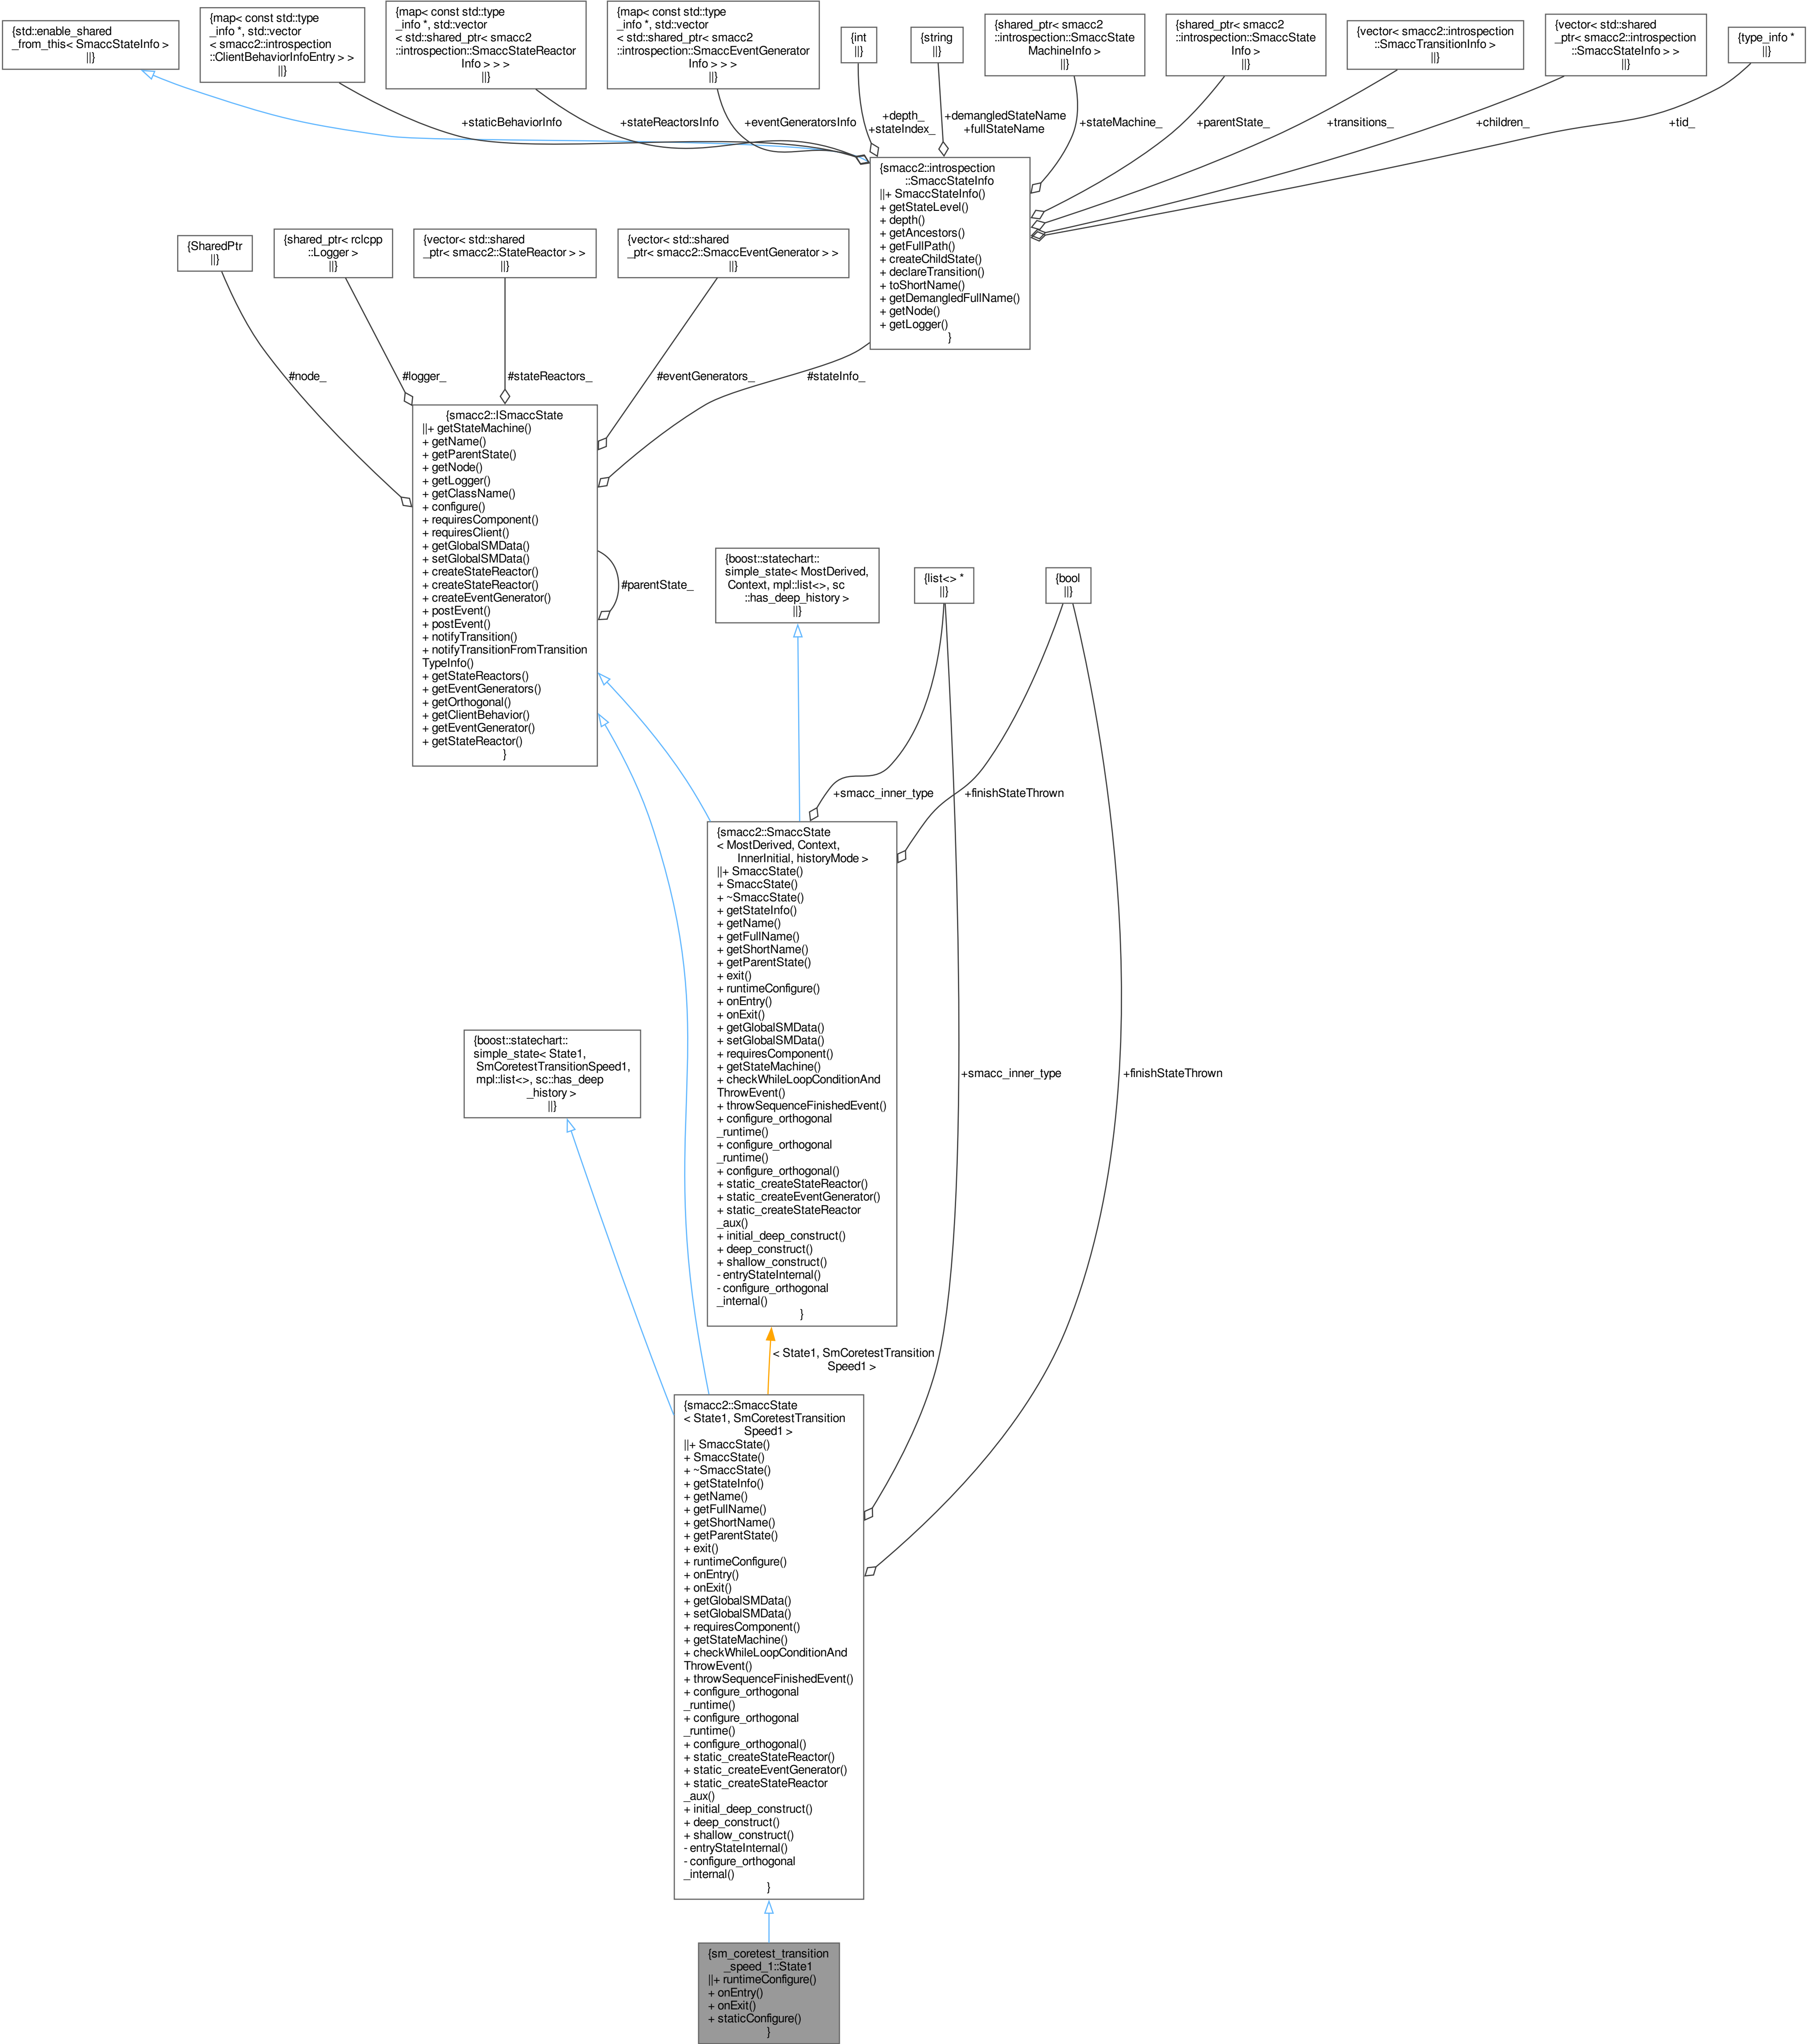 {std::enable_shared
_from_this< SmaccStateInfo >
||}
{map< const std::type
_info *, std::vector
< smacc2::introspection
::ClientBehaviorInfoEntry > >
||}
{map< const std::type
_info *, std::vector
< std::shared_ptr< smacc2
::introspection::SmaccStateReactor
Info > > >
||}
{map< const std::type
_info *, std::vector
< std::shared_ptr< smacc2
::introspection::SmaccEventGenerator
Info > > >
||}
{int
||}
{string
||}
{shared_ptr< smacc2
::introspection::SmaccState
MachineInfo >
||}
{shared_ptr< smacc2
::introspection::SmaccState
Info >
||}
{vector< smacc2::introspection
::SmaccTransitionInfo >
||}
{vector< std::shared
_ptr< smacc2::introspection
::SmaccStateInfo > >
||}
{type_info *
||}
+staticBehaviorInfo
+stateReactorsInfo
+eventGeneratorsInfo
+depth_
+stateIndex_
+demangledStateName
+fullStateName
+stateMachine_
+parentState_
+transitions_
+children_
+tid_
{smacc2::introspection
::SmaccStateInfo
||+ SmaccStateInfo()
+ getStateLevel()
+ depth()
+ getAncestors()
+ getFullPath()
+ createChildState()
+ declareTransition()
+ toShortName()
+ getDemangledFullName()
+ getNode()
+ getLogger()
}
{SharedPtr
||}
{shared_ptr< rclcpp
::Logger >
||}
{vector< std::shared
_ptr< smacc2::StateReactor > >
||}
{vector< std::shared
_ptr< smacc2::SmaccEventGenerator > >
||}
#node_
#logger_
#stateReactors_
#eventGenerators_
#stateInfo_
{smacc2::ISmaccState
||+ getStateMachine()
+ getName()
+ getParentState()
+ getNode()
+ getLogger()
+ getClassName()
+ configure()
+ requiresComponent()
+ requiresClient()
+ getGlobalSMData()
+ setGlobalSMData()
+ createStateReactor()
+ createStateReactor()
+ createEventGenerator()
+ postEvent()
+ postEvent()
+ notifyTransition()
+ notifyTransitionFromTransition
TypeInfo()
+ getStateReactors()
+ getEventGenerators()
+ getOrthogonal()
+ getClientBehavior()
+ getEventGenerator()
+ getStateReactor()
}
#parentState_
{boost::statechart::
simple_state< MostDerived,
Context, mpl::list<>, sc
::has_deep_history >
||}
{list<> *
||}
{bool
||}
+smacc_inner_type
+finishStateThrown
{smacc2::SmaccState
< MostDerived, Context,
InnerInitial, historyMode >
||+ SmaccState()
+ SmaccState()
+ ~SmaccState()
+ getStateInfo()
+ getName()
+ getFullName()
+ getShortName()
+ getParentState()
+ exit()
+ runtimeConfigure()
+ onEntry()
+ onExit()
+ getGlobalSMData()
+ setGlobalSMData()
+ requiresComponent()
+ getStateMachine()
+ checkWhileLoopConditionAnd
ThrowEvent()
+ throwSequenceFinishedEvent()
+ configure_orthogonal
_runtime()
+ configure_orthogonal
_runtime()
+ configure_orthogonal()
+ static_createStateReactor()
+ static_createEventGenerator()
+ static_createStateReactor
_aux()
+ initial_deep_construct()
+ deep_construct()
+ shallow_construct()
- entryStateInternal()
- configure_orthogonal
_internal()
}
{boost::statechart::
simple_state< State1,
SmCoretestTransitionSpeed1,
mpl::list<>, sc::has_deep
_history >
||}
+smacc_inner_type
+finishStateThrown
< State1, SmCoretestTransition
Speed1 >
{smacc2::SmaccState
< State1, SmCoretestTransition
Speed1 >
||+ SmaccState()
+ SmaccState()
+ ~SmaccState()
+ getStateInfo()
+ getName()
+ getFullName()
+ getShortName()
+ getParentState()
+ exit()
+ runtimeConfigure()
+ onEntry()
+ onExit()
+ getGlobalSMData()
+ setGlobalSMData()
+ requiresComponent()
+ getStateMachine()
+ checkWhileLoopConditionAnd
ThrowEvent()
+ throwSequenceFinishedEvent()
+ configure_orthogonal
_runtime()
+ configure_orthogonal
_runtime()
+ configure_orthogonal()
+ static_createStateReactor()
+ static_createEventGenerator()
+ static_createStateReactor
_aux()
+ initial_deep_construct()
+ deep_construct()
+ shallow_construct()
- entryStateInternal()
- configure_orthogonal
_internal()
}
{sm_coretest_transition
_speed_1::State1
||+ runtimeConfigure()
+ onEntry()
+ onExit()
+ staticConfigure()
}